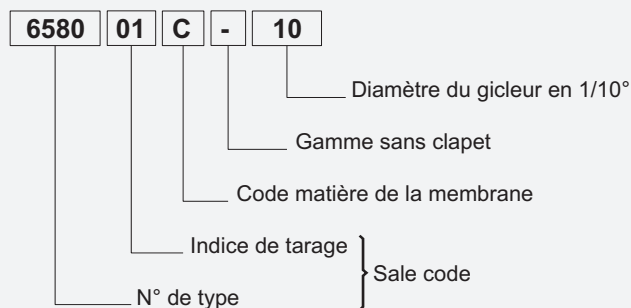 6580 01 C - 10
Diamètre du gicleur en 1/10°
Gamme sans clapet
Code matière de la membrane
Indice de tarage
Sale code
N° de type